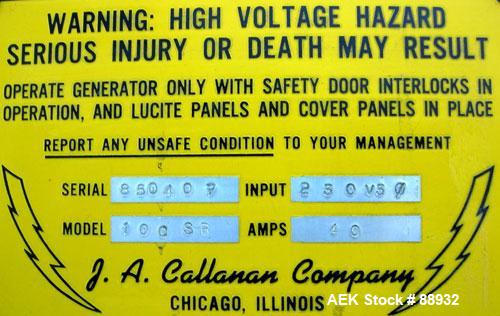 WARNING: HIGH VOLTAGE HAZARD
SERIOUS INJURY OR DEATH MAY RESULT
OPERATE GENERATOR ONLY WITH SAFETY DOOR INTERLOCKS IN
OPERATION, AND LUCITE PANELS AND COVER PANELS IN PLACE
REPORT ANY UNSAFE CONDITION TO YOUR MANAGEMENT
SERIAL INPUT
MODEL AMPS 40
J. A. Callanan Company
CHICAGO, ILLINOIS
AEK Stock # 88932